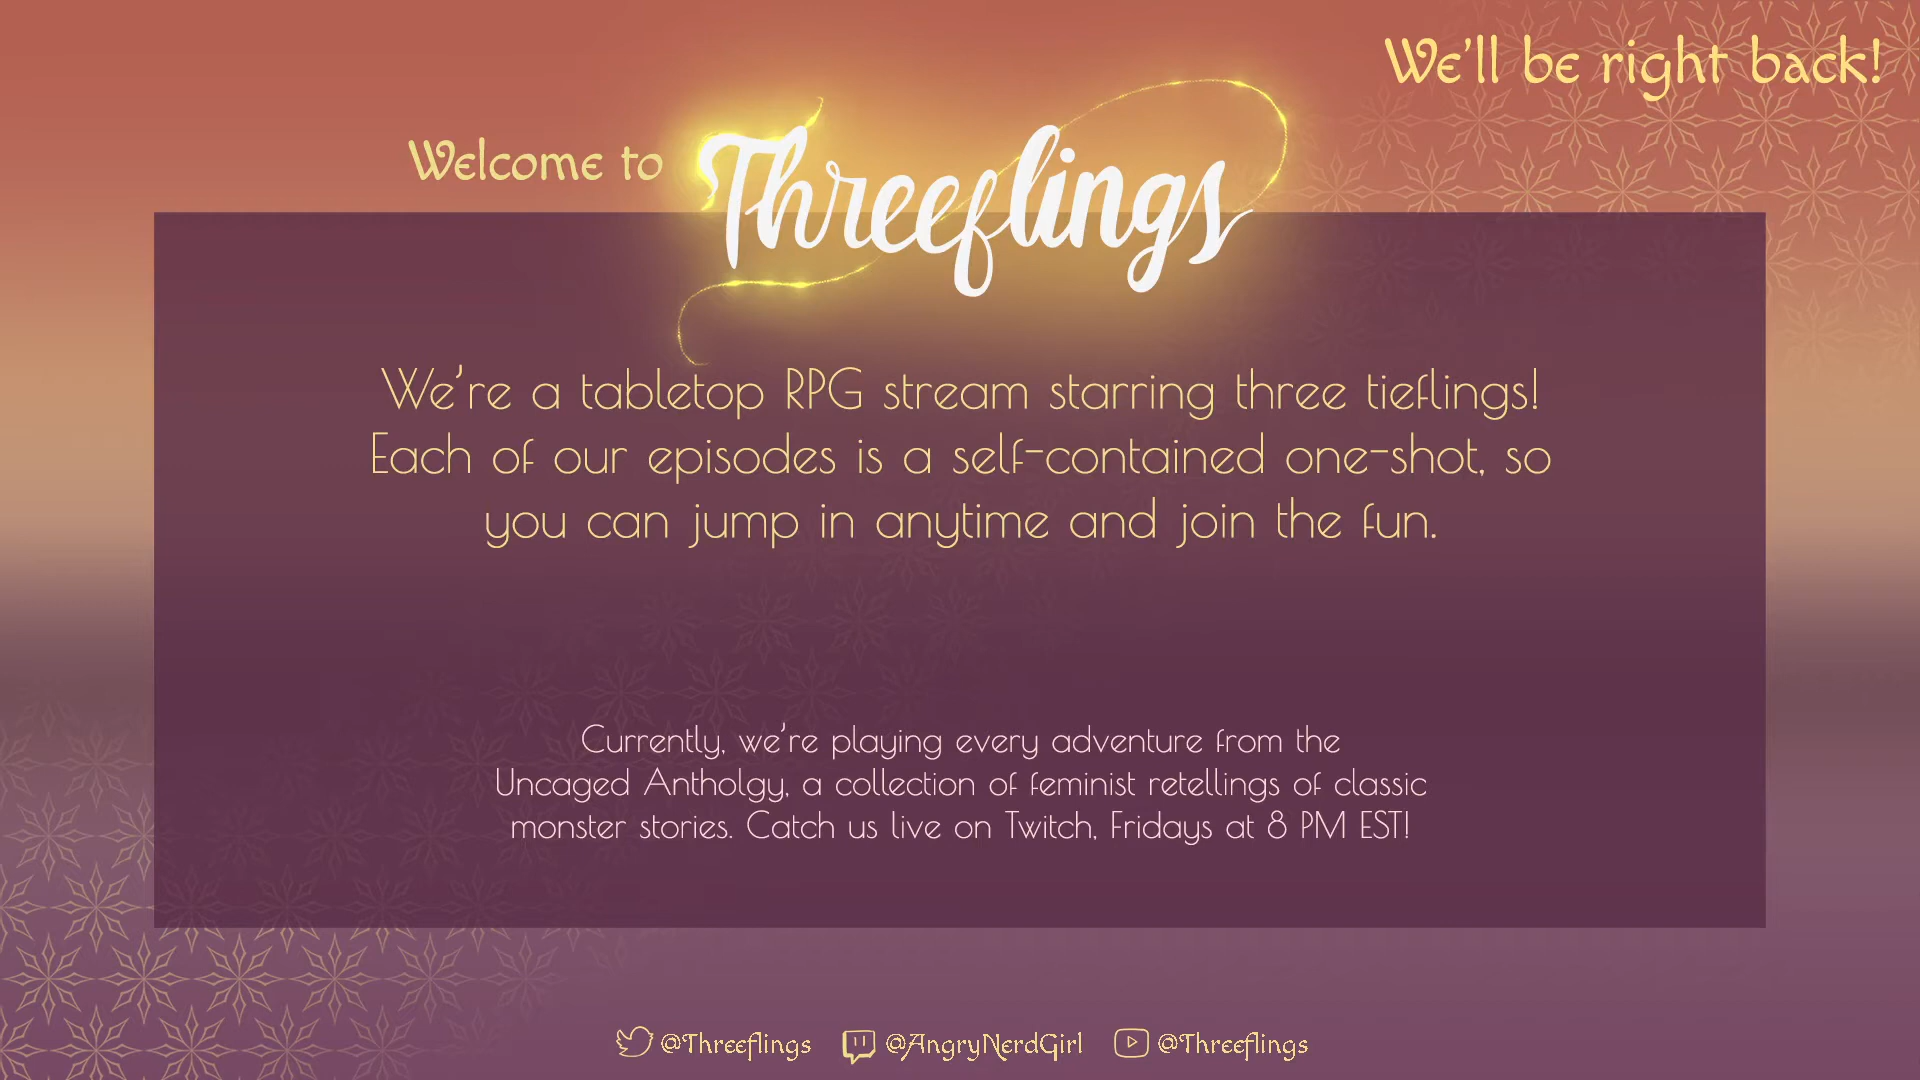 We'll be right back!
Welcome to Threeflings
We're a tabletop RPG stream starring three tieflings!
Each of our episodes is a self-contained one-shot, so
you can jump in anytime and join the fun.
Currently, we're playing every adventure from the
Uncaged Antholgy, a collection of feminist retellings of classic
monster stories. Catch us live on Twitch, Fridays at 8 PM EST!
@Threeflings @AngryNerdGirl @Threeflings